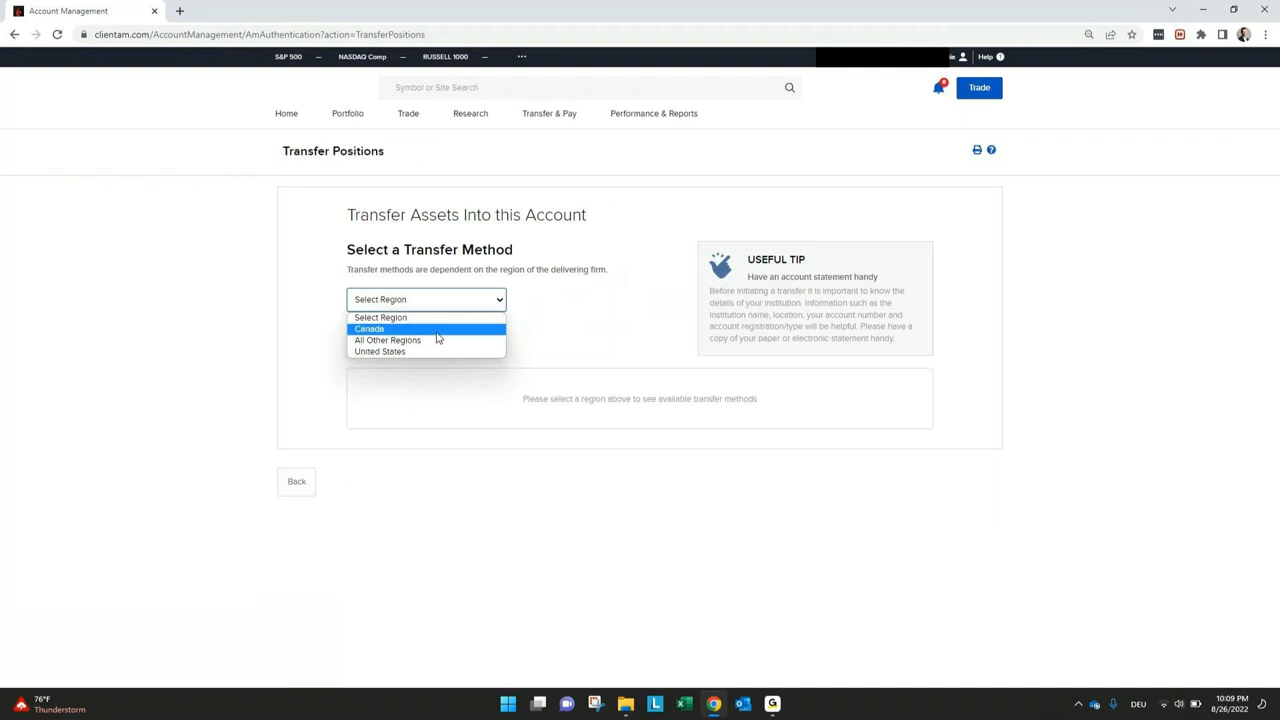 Account Management
clientam.com/AccountManagement/AmAuthentication?action=TransferPositions
S&P 500 — NASDAQ Comp — RUSSELL 1000 — •••
Help
Symbol or Site Search
Trade
Home Portfolio Trade Research Transfer & Pay Performance & Reports
Transfer Positions
Transfer Assets Into this Account
Select a Transfer Method
Transfer methods are dependent on the region of the delivering firm.
Select Region
Select Region
Canada
All Other Regions
United States
USEFUL TIP
Have an account statement handy
Before initiating a transfer it is important to know the
details of your institution. Information such as the
institution name, location, your account number and
account registration/type will be helpful. Please have a
copy of your paper or electronic statement handy.
Please select a region above to see available transfer methods
Back
76°F
Thunderstorm
DEU
10:09 PM
8/26/2022